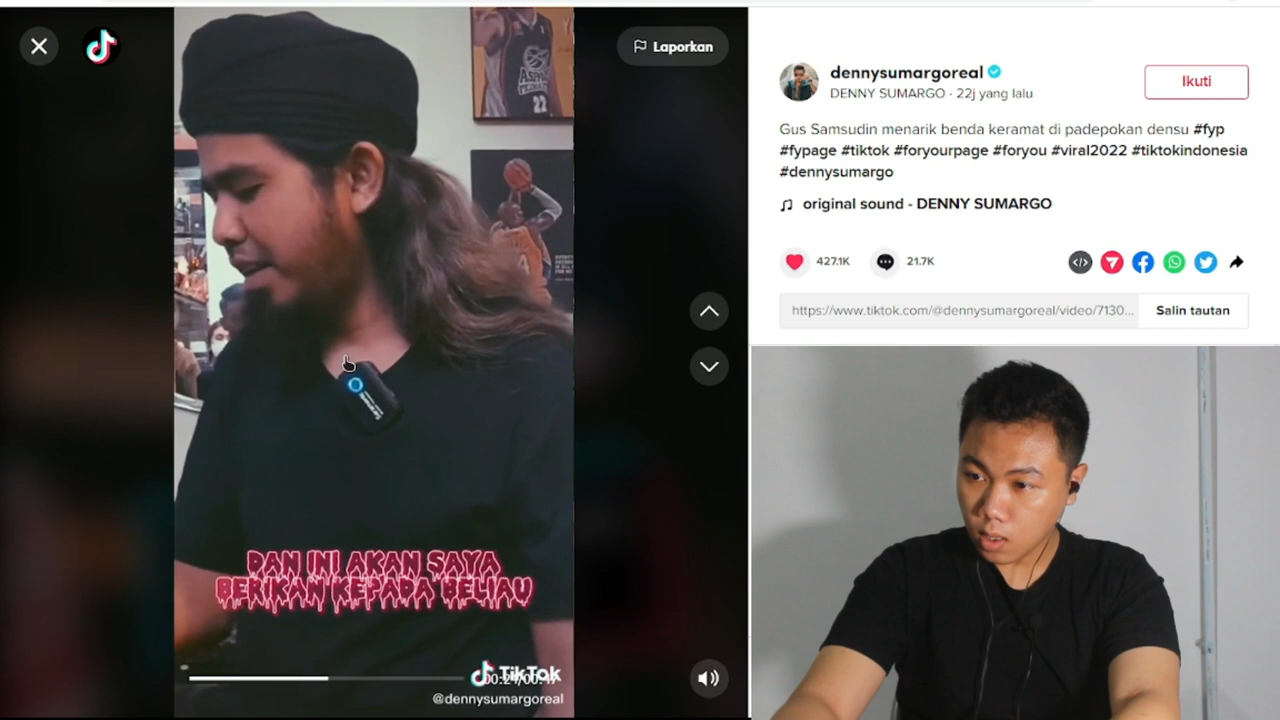 Laporkan
ASPAC
22
DAN INI AKAN SAYA
BERIKAN KEPADA BELIAU
TikTok
@dennysumargoreal
dennysumargoreal
DENNY SUMARGO · 22j yang lalu
Ikuti
Gus Samsudin menarik benda keramat di padepokan densu #fyp
#fypage #tiktok #foryourpage #foryou #viral2022 #tiktokindonesia
#dennysumargo
original sound - DENNY SUMARGO
427.1K
21.7K
https://www.tiktok.com/@dennysumargoreal/video/7130...
Salin tautan